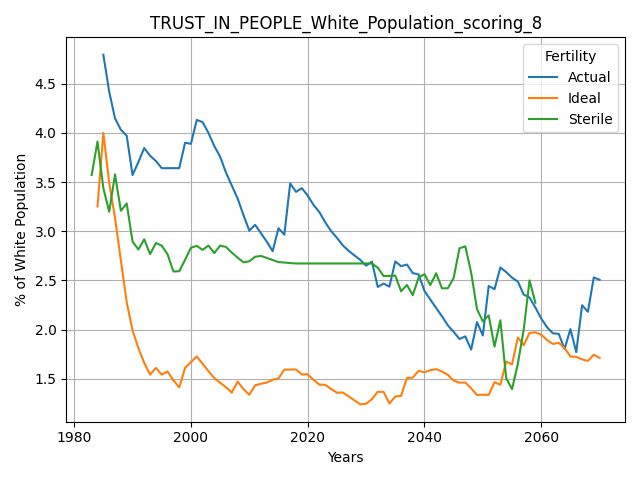 TRUST_IN_PEOPLE_White_Population_scoring_8
Fertility
Actual
Ideal
Sterile
% of White Population
4.5
4.0
3.5
3.0
2.5
2.0
1.5
1980
2000
2020
2040
2060
Years